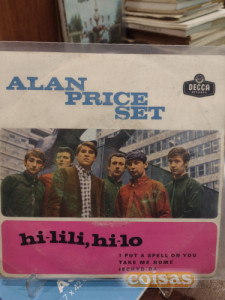 ALAN
PRICE
SET
DECCA
hi-lili, hi-lo
I PUT A SPELL ON YOU
TAKE ME HOME
coisas